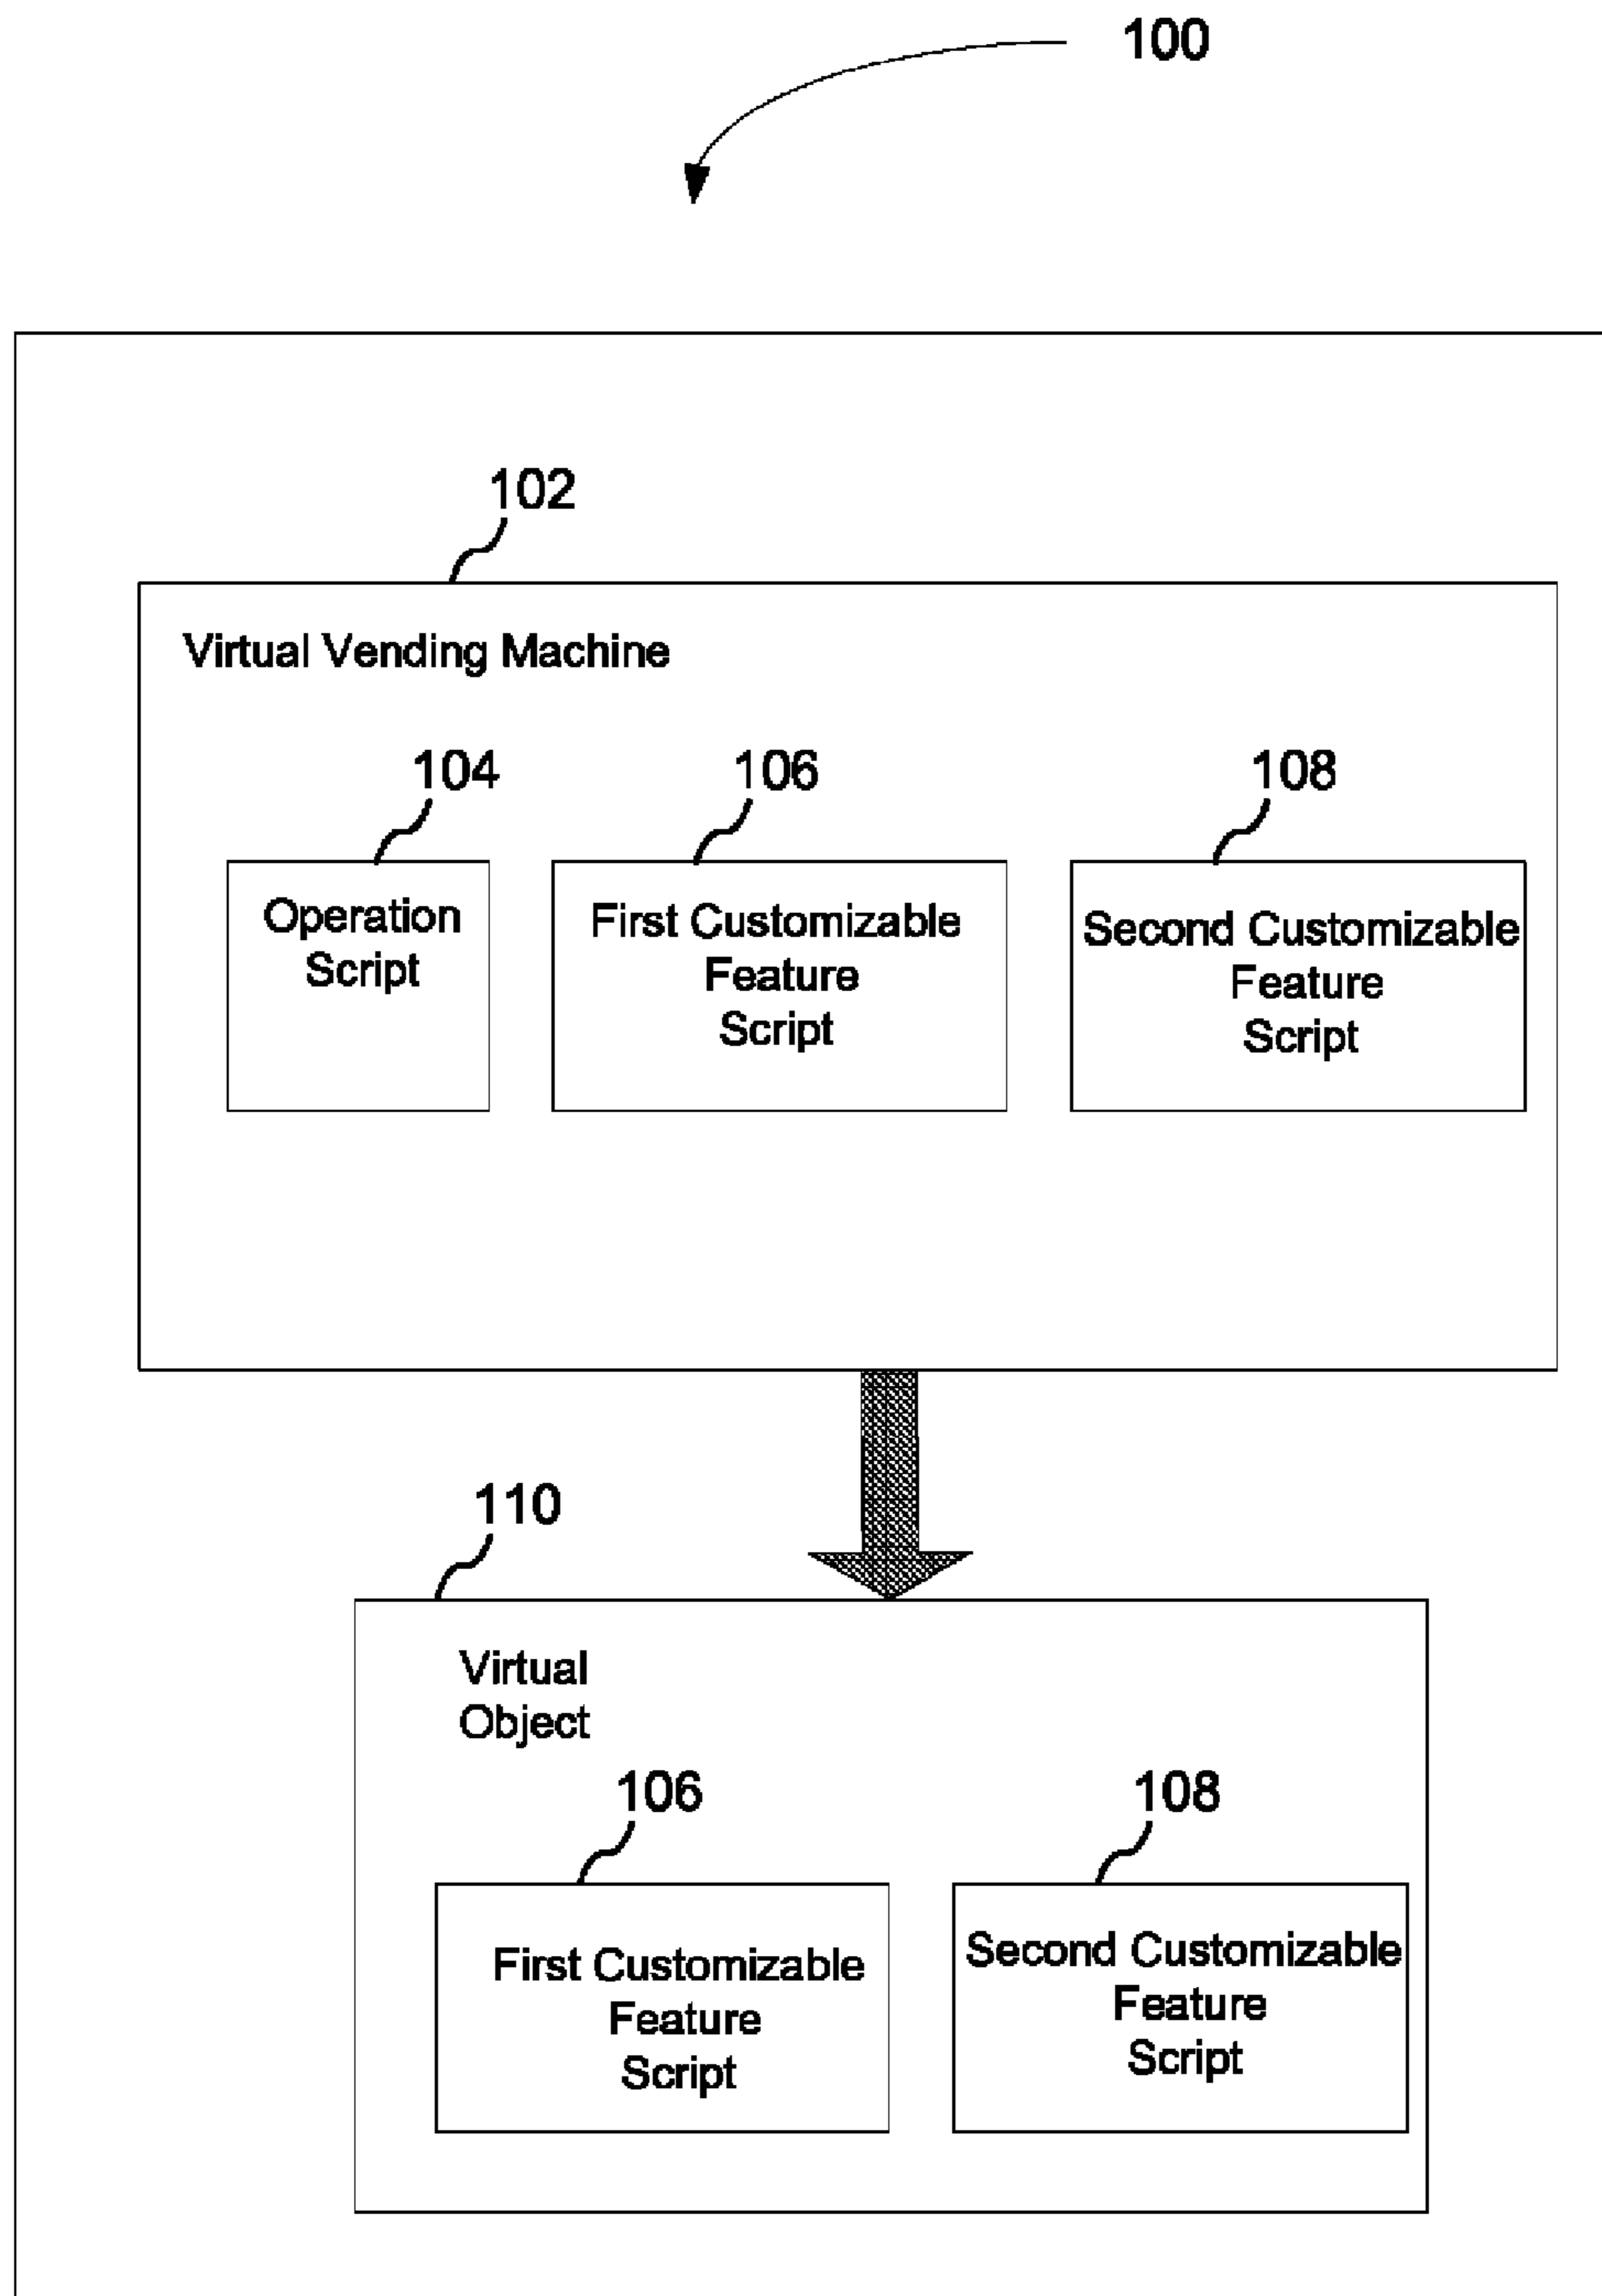 100
102
Virtual Vending Machine
104
106
108
Operation
Script
First Customizable
Feature
Script
Second Customizable
Feature
Script
110
Virtual
Object
106
108
First Customizable
Feature
Script
Second Customizable
Feature
Script